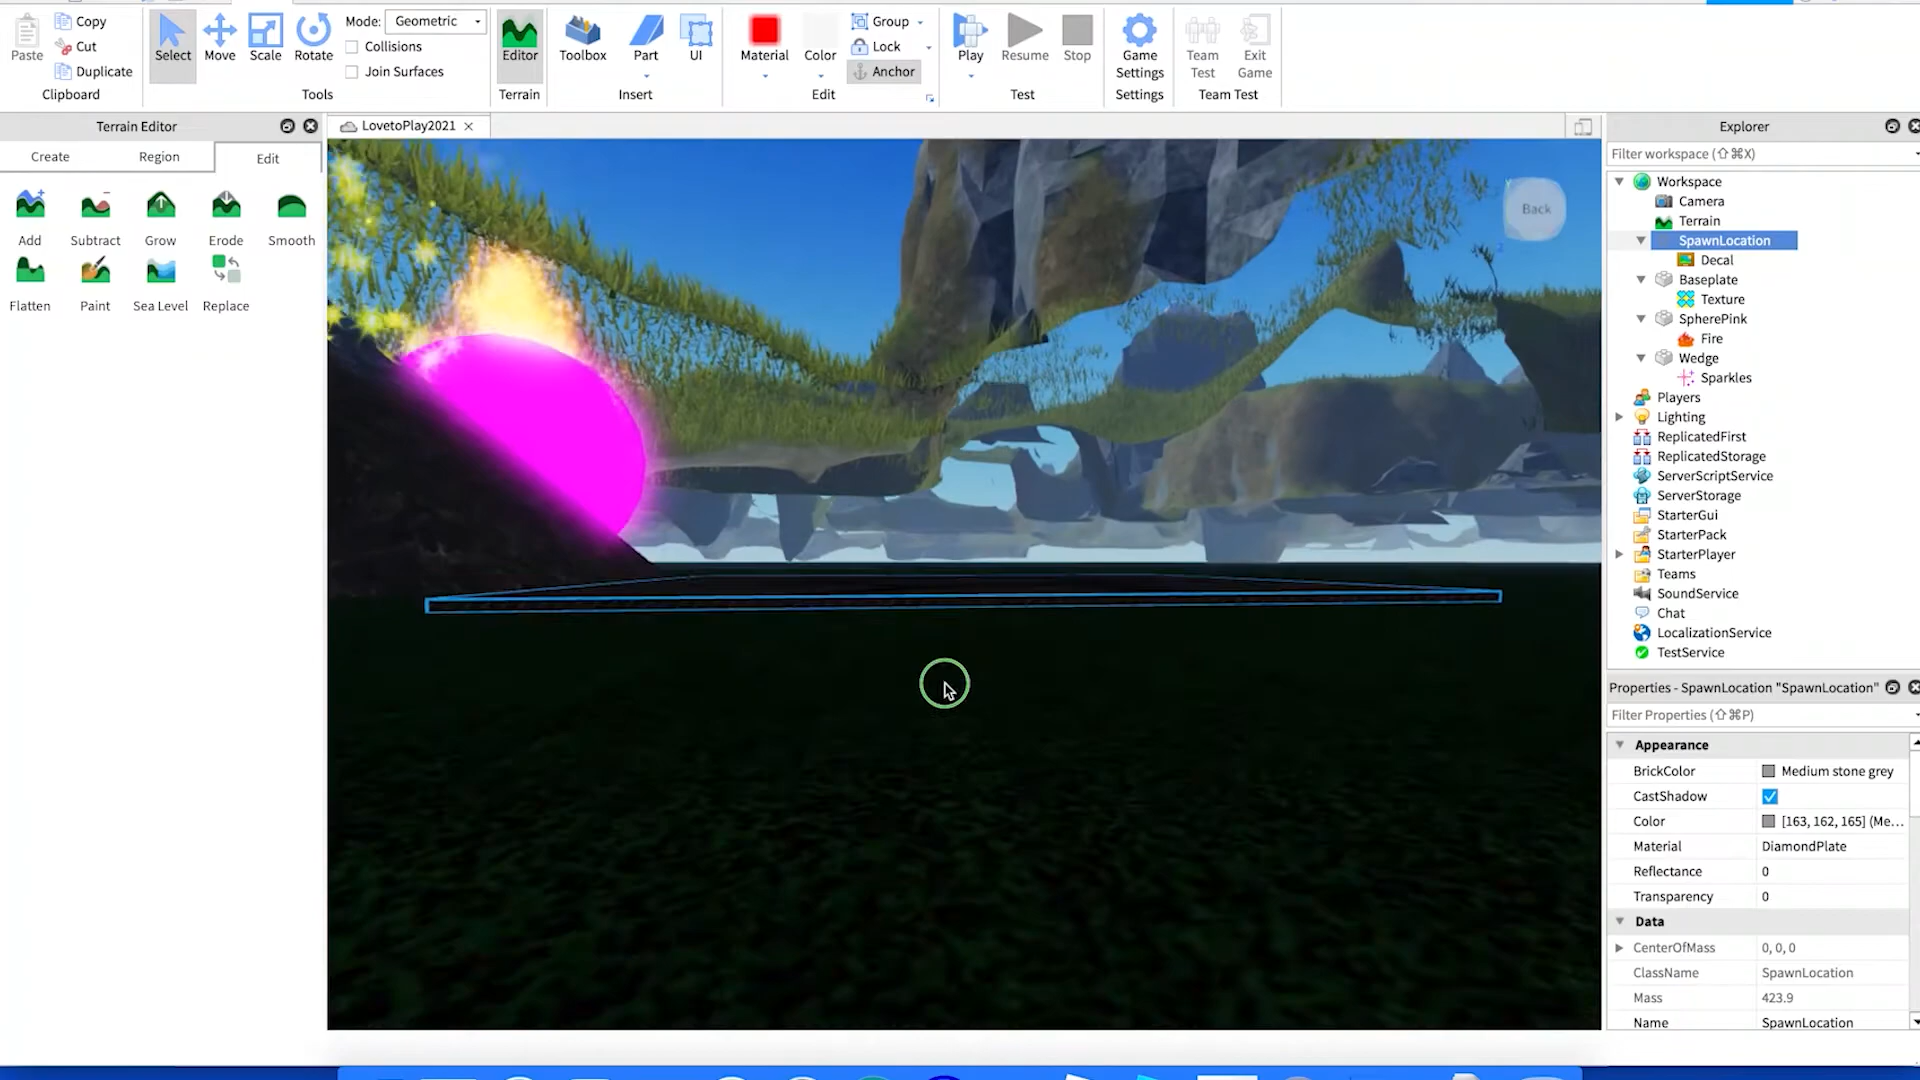 Paste
Copy
Cut
Duplicate
Clipboard
Select
Move
Scale
Rotate
Mode: Geometric
Collisions
Join Surfaces
Tools
Editor
Terrain
Toolbox
Part
UI
Insert
Material
Color
Group
Lock
Anchor
Edit
Play
Resume
Stop
Test
Game
Settings
Settings
Team
Test
Exit
Game
Team Test
Terrain Editor
Create Region Edit
Add Subtract Grow Erode Smooth
Flatten Paint Sea Level Replace
LovetoPlay2021
Back
Explorer
Filter workspace (⇧⌘X)
Workspace
Camera
Terrain
SpawnLocation
Decal
Baseplate
Texture
SpherePink
Fire
Wedge
Sparkles
Players
Lighting
ReplicatedFirst
ReplicatedStorage
ServerScriptService
ServerStorage
StarterGui
StarterPack
StarterPlayer
Teams
SoundService
Chat
LocalizationService
TestService
Properties - SpawnLocation "SpawnLocation"
Filter Properties (⇧⌘P)
Appearance
BrickColor Medium stone grey
CastShadow
Color [163, 162, 165] (Me...
Material DiamondPlate
Reflectance 0
Transparency 0
Data
CenterOfMass 0, 0, 0
ClassName SpawnLocation
Mass 423.9
Name SpawnLocation